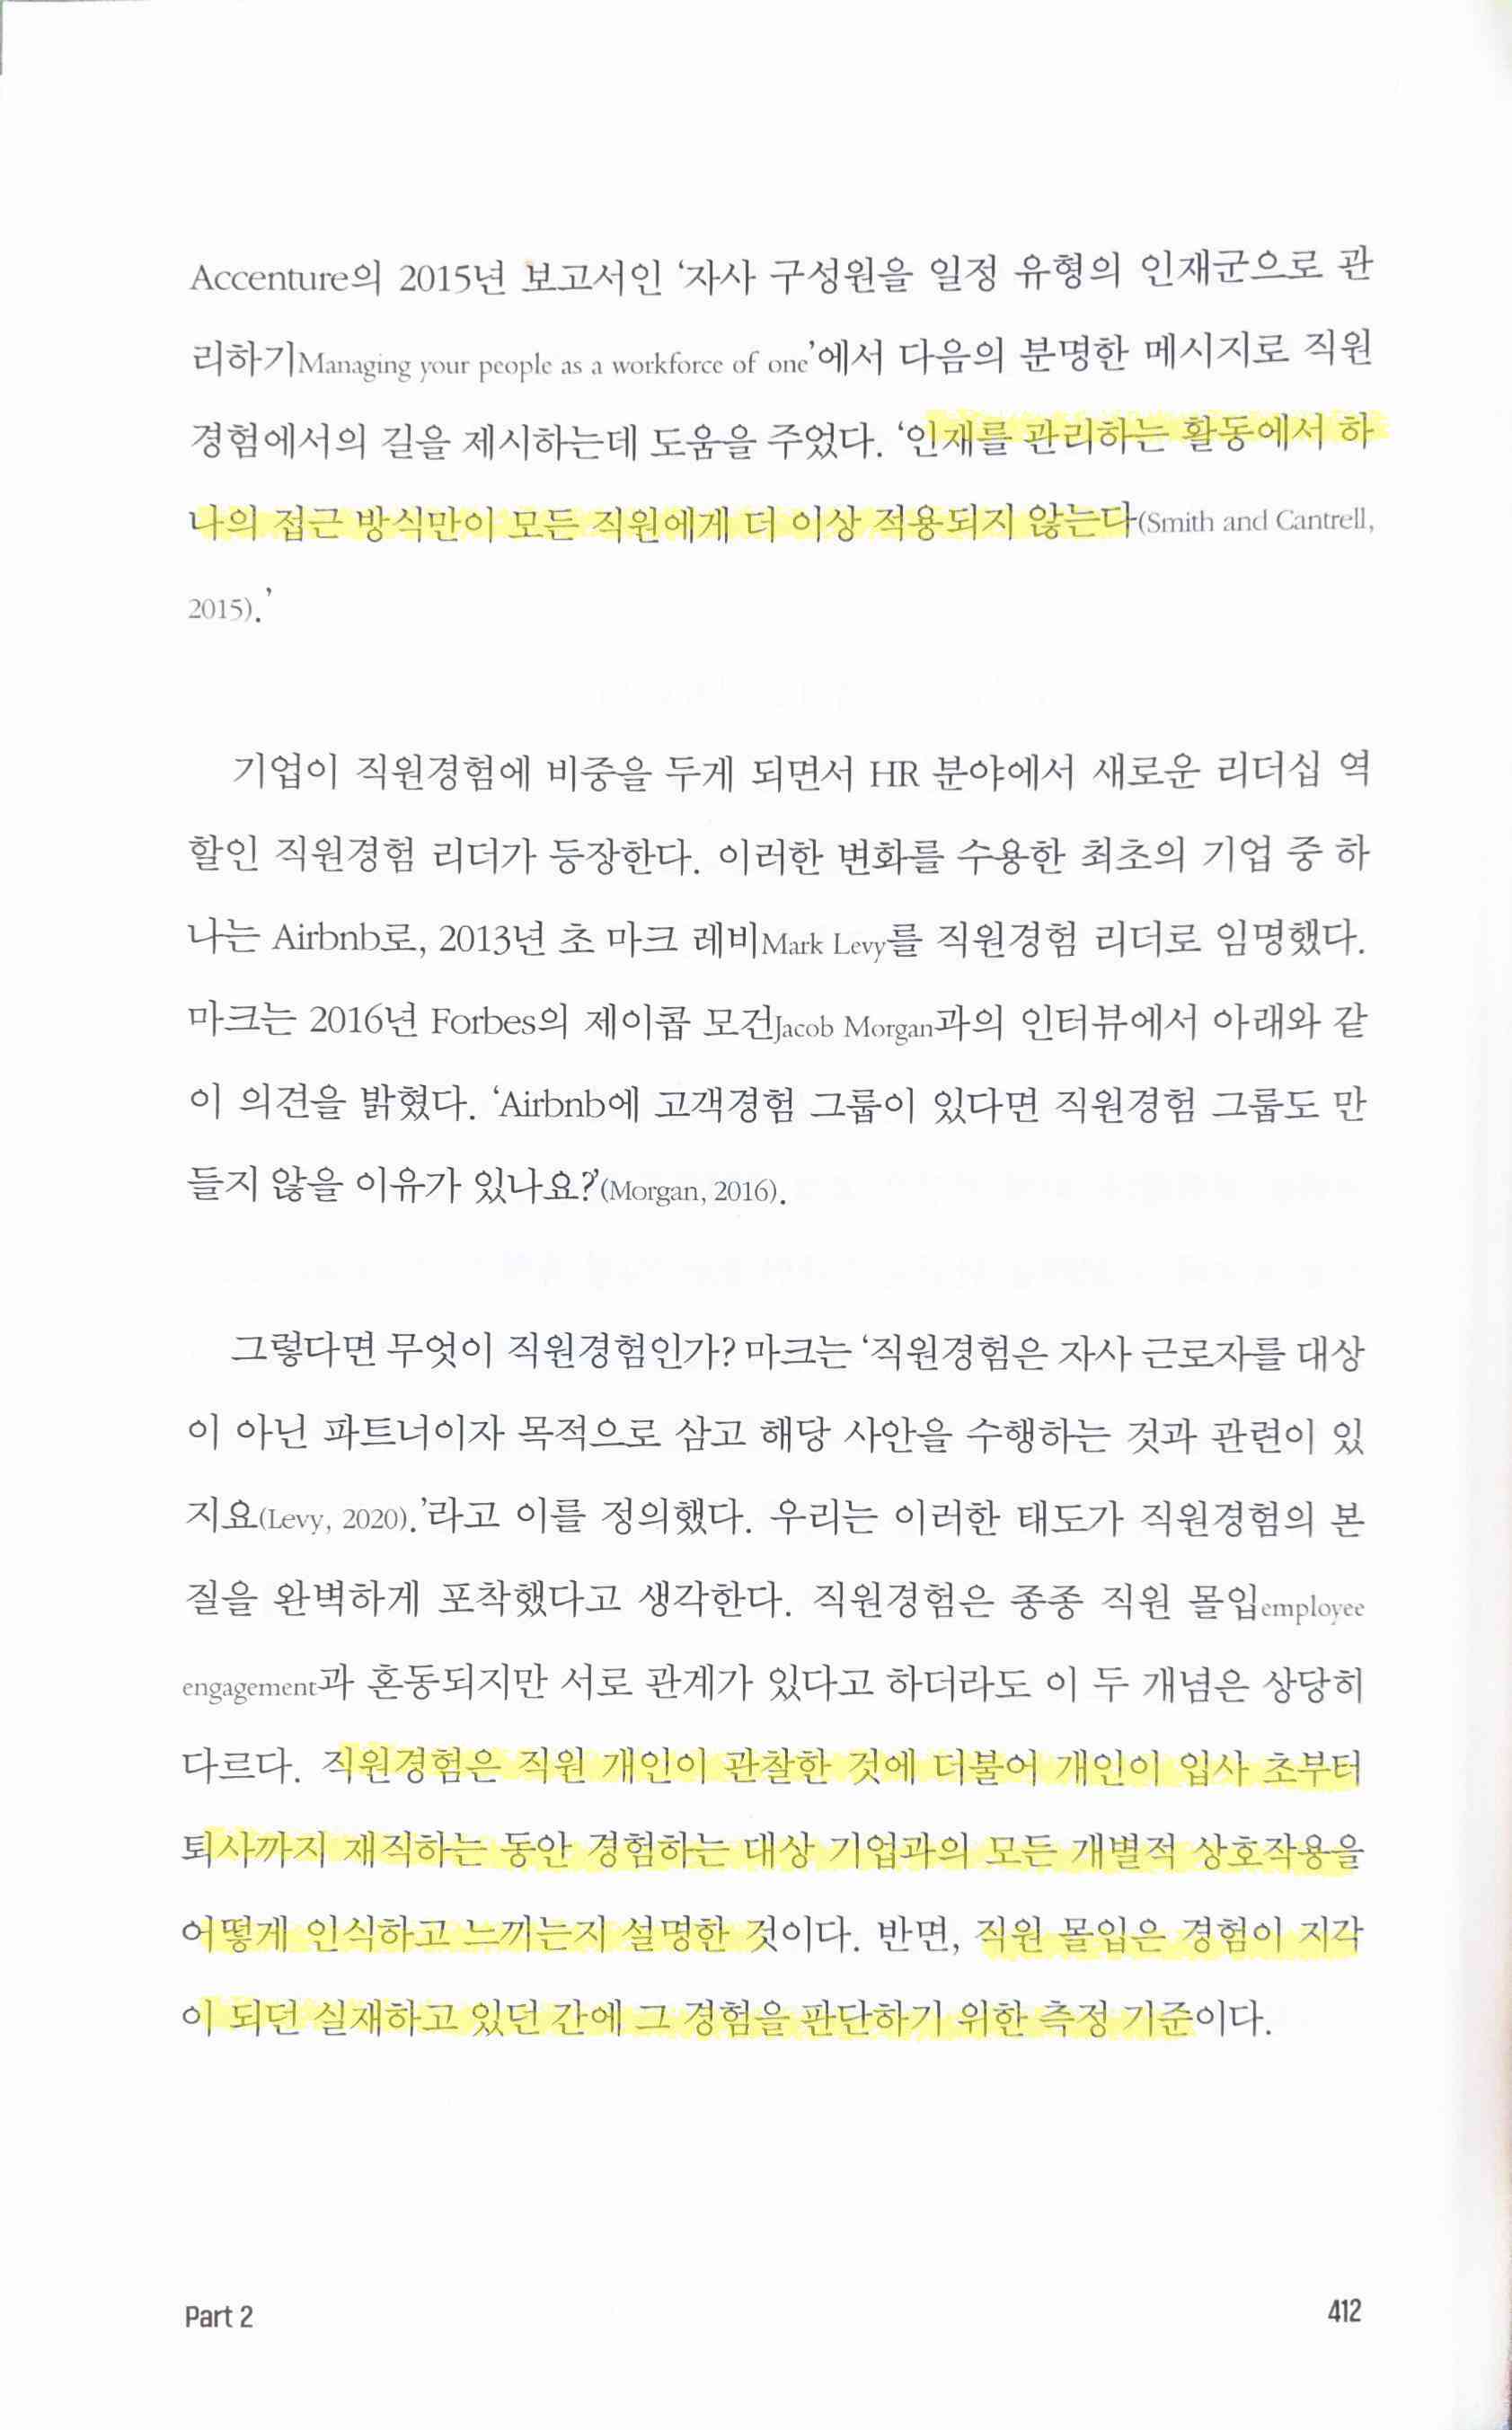 Accenture의 2015년 보고서인 ‘자사 구성원을 일정 유형의 인재군으로 관
리하기Managing your people as a workforce of one’에서 다음의 분명한 메시지로 직원
경험에서의 길을 제시하는데 도움을 주었다. ‘인재를 관리하는 활동에서 하
나의 접근 방식만이 모든 직원에게 더 이상 적용되지 않는다(Smith and Cantrell,
2015).’
기업이 직원경험에 비중을 두게 되면서 HR 분야에서 새로운 리더십 역
할인 직원경험 리더가 등장한다. 이러한 변화를 수용한 최초의 기업 중 하
나는 Airbnb로, 2013년 초 마크 레비Mark Levy를 직원경험 리더로 임명했다.
마크는 2016년 Forbes의 제이콥 모건Jacob Morgan과의 인터뷰에서 아래와 같
이 의견을 밝혔다. ‘Airbnb에 고객경험 그룹이 있다면 직원경험 그룹도 만
들지 않을 이유가 있나요?’(Morgan, 2016).
그렇다면 무엇이 직원경험인가? 마크는 ‘직원경험은 자사 근로자를 대상
이 아닌 파트너이자 목적으로 삼고 해당 사안을 수행하는 것과 관련이 있
지요(Levy, 2020).’라고 이를 정의했다. 우리는 이러한 태도가 직원경험의 본
질을 완벽하게 포착했다고 생각한다. 직원경험은 종종 직원 몰입employee
engagement과 혼동되지만 서로 관계가 있다고 하더라도 이 두 개념은 상당히
다르다. 직원경험은 직원 개인이 관찰한 것에 더불어 개인이 입사 초부터
퇴사까지 재직하는 동안 경험하는 대상 기업과의 모든 개별적 상호작용을
어떻게 인식하고 느끼는지 설명한 것이다. 반면, 직원 몰입은 경험이 지각
이 되던 실재하고 있던 간에 그 경험을 판단하기 위한 측정 기준이다.
Part 2
412